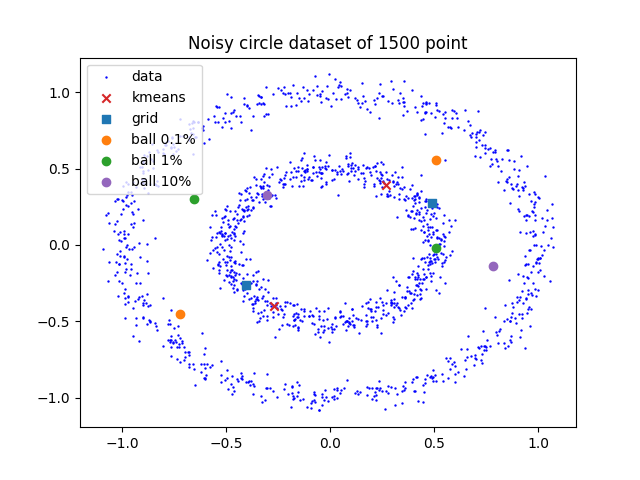 Noisy circle dataset of 1500 point
data
kmeans
grid
ball 0.1%
ball 1%
ball 10%
1.0
0.5
0.0
−0.5
−1.0
−1.0 −0.5 0.0 0.5 1.0